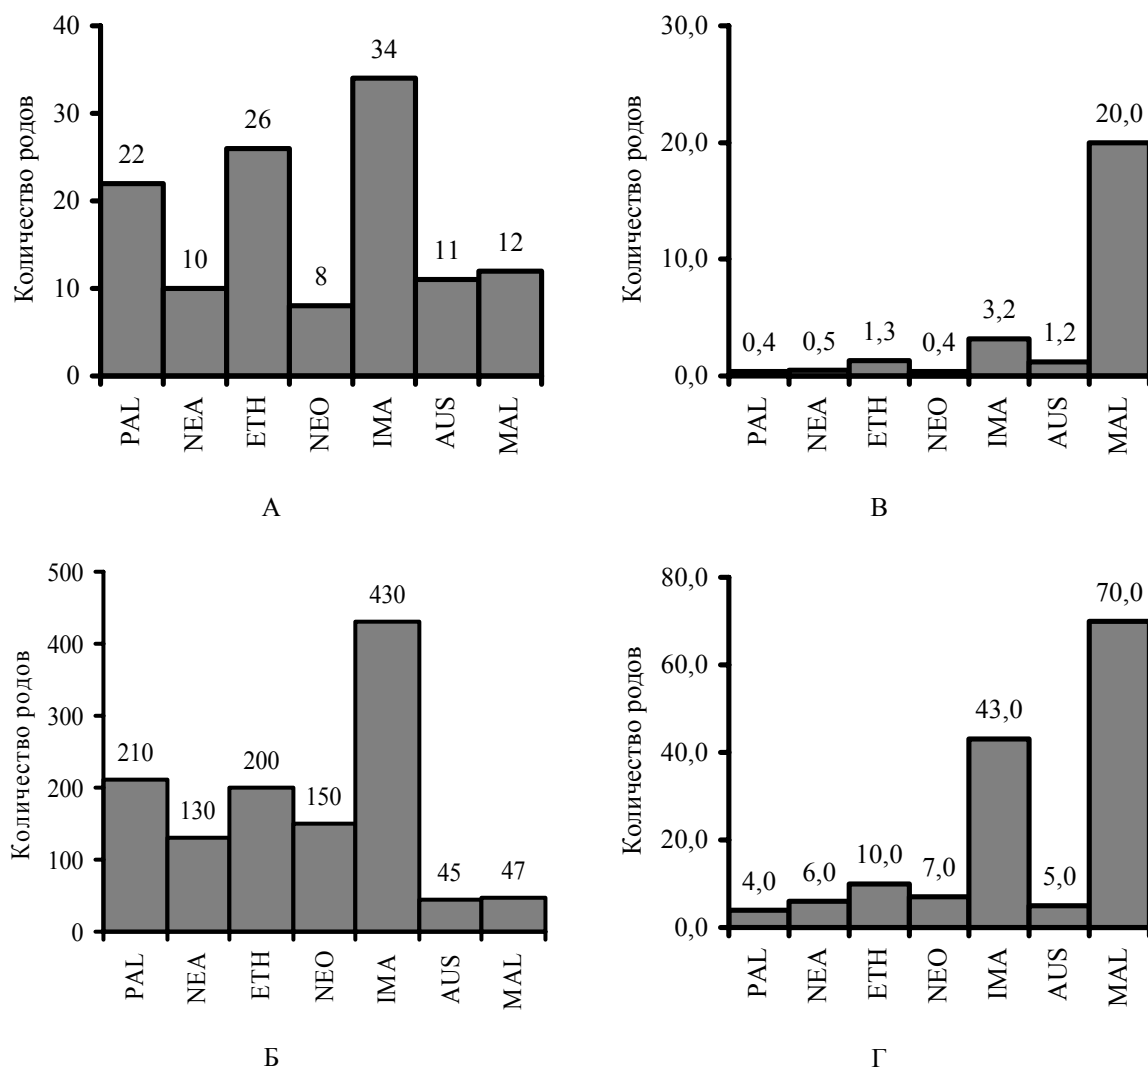 Количество родов
40
30
20
10
0
22
10
26
8
34
11
12
PAL
NEA
ETH
NEO
IMA
AUS
MAL
А
Количество родов
30,0
20,0
10,0
0,0
0,4
0,5
1,3
0,4
3,2
1,2
20,0
PAL
NEA
ETH
NEO
IMA
AUS
MAL
В
Количество родов
500
400
300
200
100
0
210
130
200
150
430
45
47
PAL
NEA
ETH
NEO
IMA
AUS
MAL
Б
Количество родов
80,0
60,0
40,0
20,0
0,0
4,0
6,0
10,0
7,0
43,0
5,0
70,0
PAL
NEA
ETH
NEO
IMA
AUS
MAL
Г